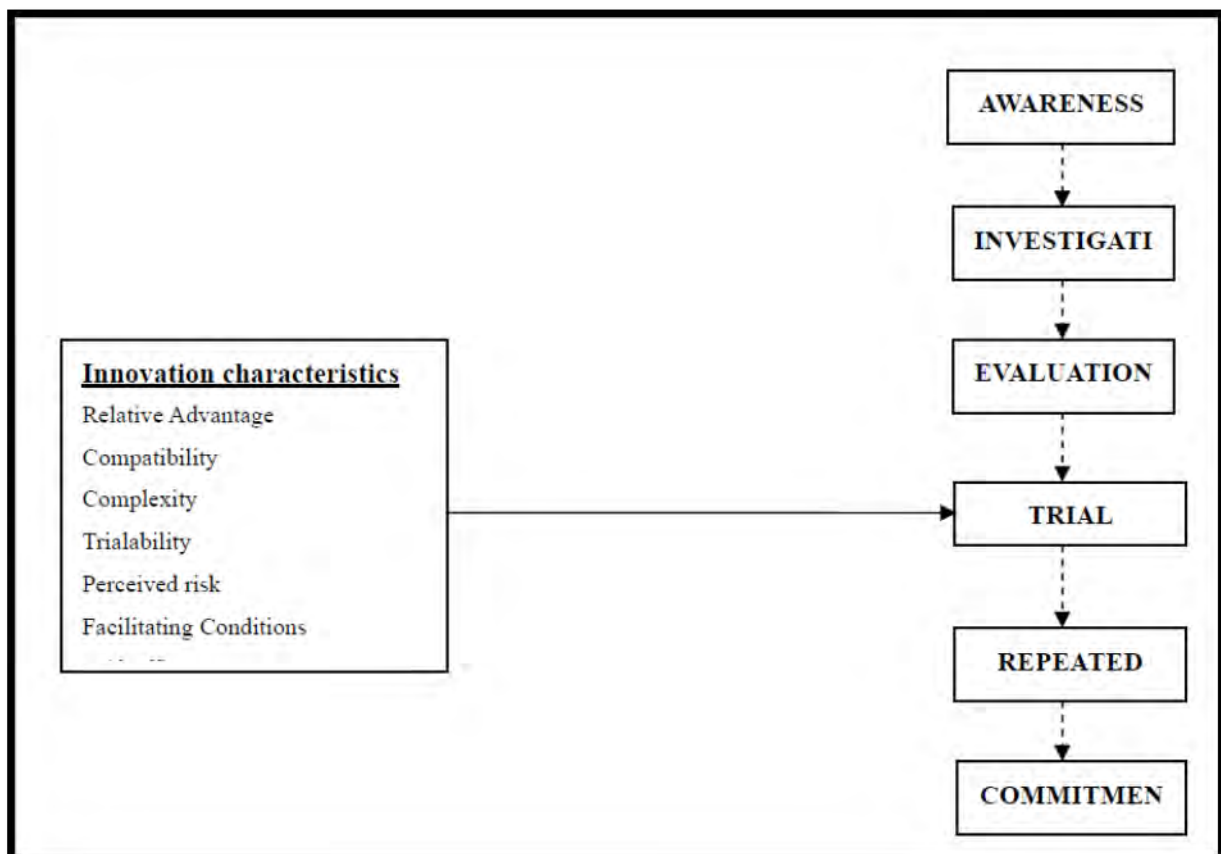 AWARENESS
INVESTIGATI
EVALUATION
Innovation characteristics
Relative Advantage
Compatibility
Complexity
Trialability
Perceived risk
Facilitating Conditions
TRIAL
REPEATED
COMMITMEN